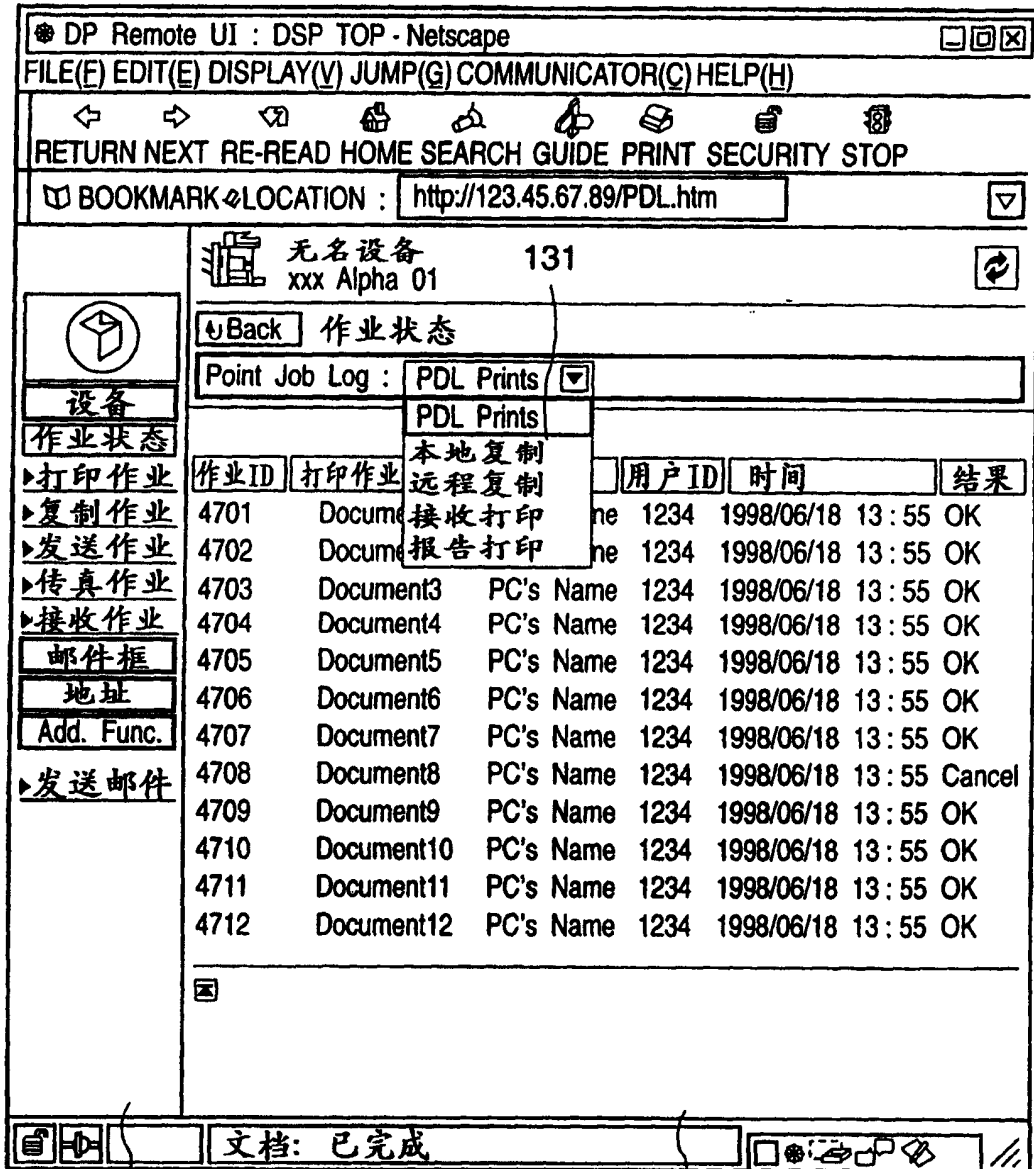 DP Remote UI : DSP TOP - Netscape
FILE(F) EDIT(E) DISPLAY(V) JUMP(G) COMMUNICATOR(C) HELP(H)
RETURN NEXT RE-READ HOME SEARCH GUIDE PRINT SECURITY STOP
BOOKMARK LOCATION : http://123.45.67.89/PDL.htm
无名设备
xxx Alpha 01
131
Back 作业状态
Point Job Log : PDL Prints
PDL Prints
本地复制
远程复制
接收打印
报告打印
设备
作业状态
打印作业
复制作业
发送作业
传真作业
接收作业
邮件框
地址
Add. Func.
发送邮件
作业ID 打印作业 用户ID 时间 结果
4701 Docume ne 1234 1998/06/18 13:55 OK
4702 Docume ne 1234 1998/06/18 13:55 OK
4703 Document3 PC's Name 1234 1998/06/18 13:55 OK
4704 Document4 PC's Name 1234 1998/06/18 13:55 OK
4705 Document5 PC's Name 1234 1998/06/18 13:55 OK
4706 Document6 PC's Name 1234 1998/06/18 13:55 OK
4707 Document7 PC's Name 1234 1998/06/18 13:55 OK
4708 Document8 PC's Name 1234 1998/06/18 13:55 Cancel
4709 Document9 PC's Name 1234 1998/06/18 13:55 OK
4710 Document10 PC's Name 1234 1998/06/18 13:55 OK
4711 Document11 PC's Name 1234 1998/06/18 13:55 OK
4712 Document12 PC's Name 1234 1998/06/18 13:55 OK
文档: 已完成